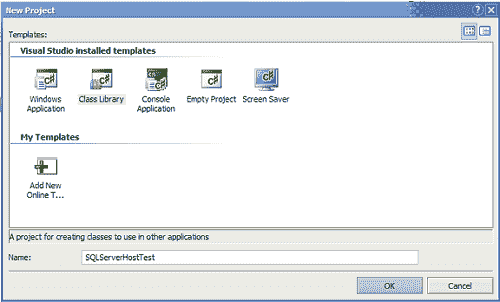 New Project
Templates:
Visual Studio installed templates
Windows Application
Class Library
Console Application
Empty Project
Screen Saver
My Templates
Add New Online T...
A project for creating classes to use in other applications
Name: SQLServerHostTest
OK Cancel